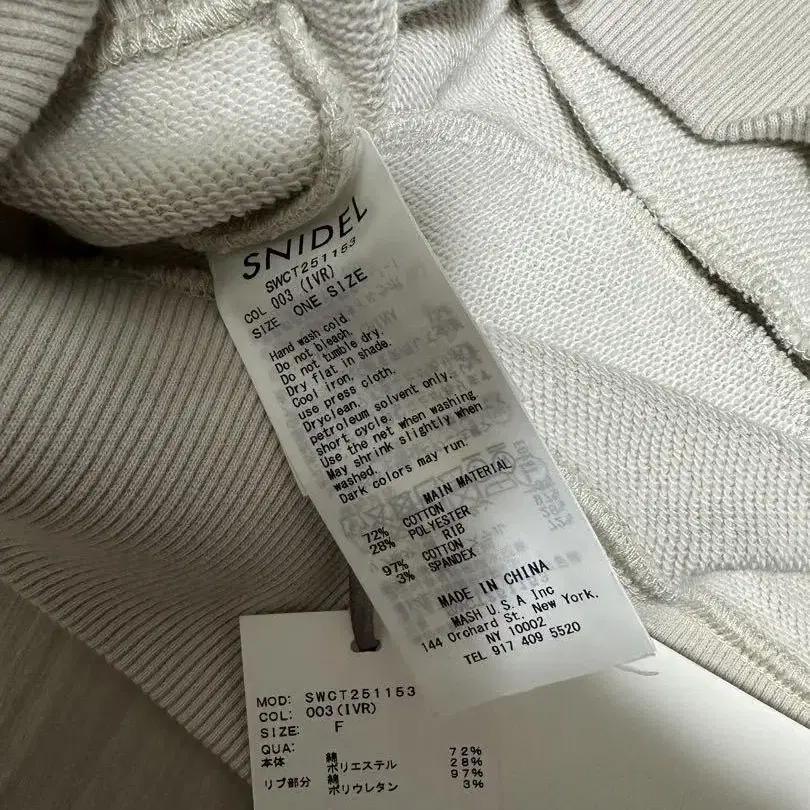 SNIDEL
SWCT251153
COL 003 (IVR)
SIZE ONE SIZE
Hand wash cold.
Do not bleach.
Do not tumble dry.
Dry flat in shade.
Cool iron,
use press cloth.
Dryclean.
petroleum solvent only.
short cycle.
Use the net when washing
May shrink slightly when
washed.
Dark colors may run.
MAIN MATERIAL
72% COTTON
28% POLYESTER
RIB
97% COTTON
3% SPANDEX
MADE IN CHINA
MASH U.S.A Inc
144 Orchard St. New York.
NY 10002
TEL 917 409 5520
MOD: SWCT251153
COL: 003(IVR)
SIZE: F
QUA:
本体 綿 72%
ポリエステル 28%
リブ部分 綿 97%
ポリウレタン 3%